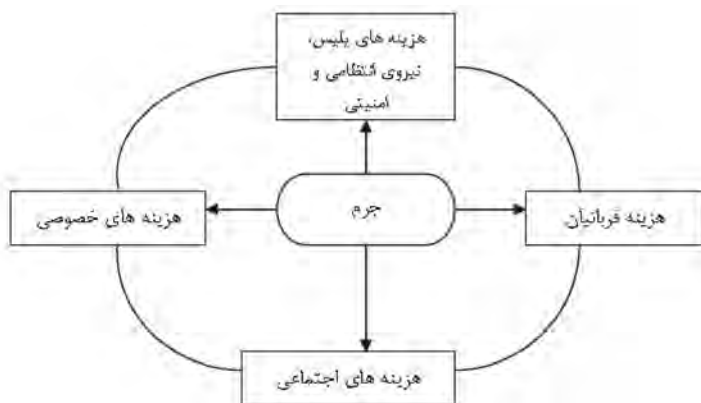 هزینه های پلیس،
نیروی انتظامی و
امنیتی
هزینه قربانیان
جرم
هزینه های خصوصی
هزینه های اجتماعی